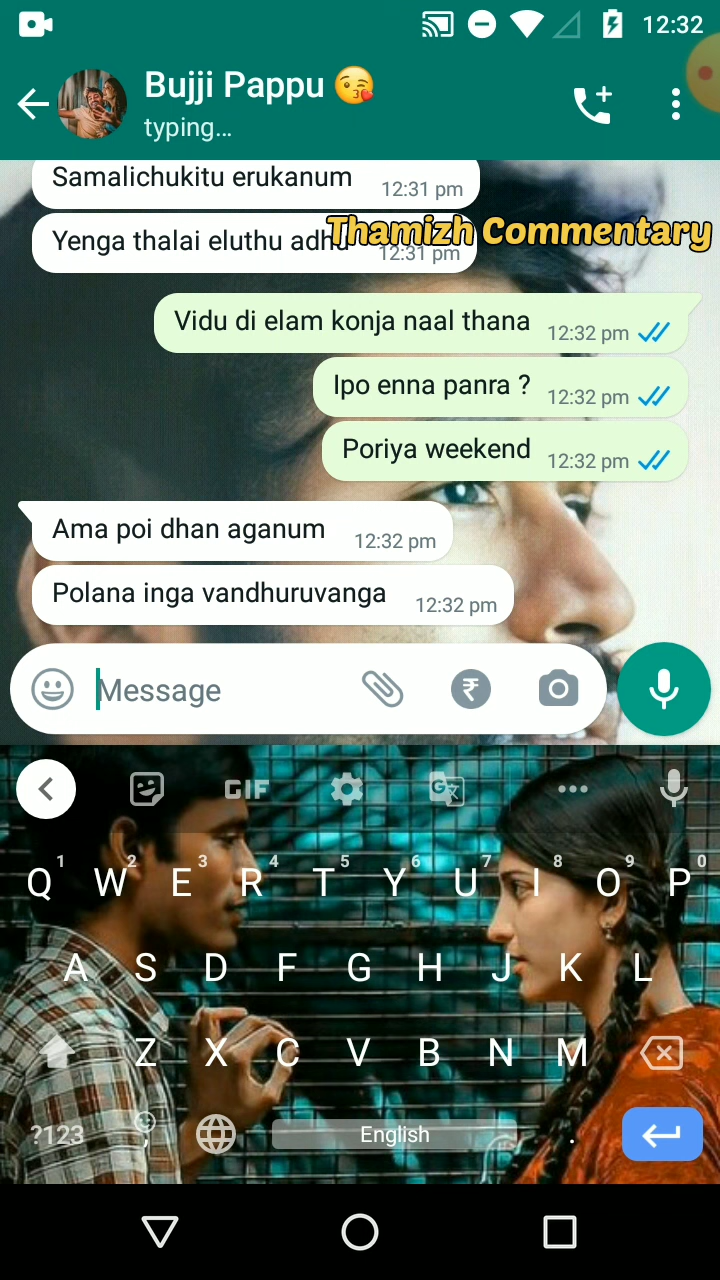 12:32
Bujji Pappu 😘
typing...
Samalichukitu erukanum 12:31 pm
Thamizh Commentary
Yenga thalai eluthu adhu 12:31 pm
Vidu di elam konja naal thana 12:32 pm
Ipo enna panra ? 12:32 pm
Poriya weekend 12:32 pm
Ama poi dhan aganum 12:32 pm
Polana inga vandhuruvanga 12:32 pm
Message ₹
GIF G
1 2 3 4 5 6 7 8 9 0
Q W E R T Y U I O P
A S D F G H J K L
Z X C V B N M
?123 , English .